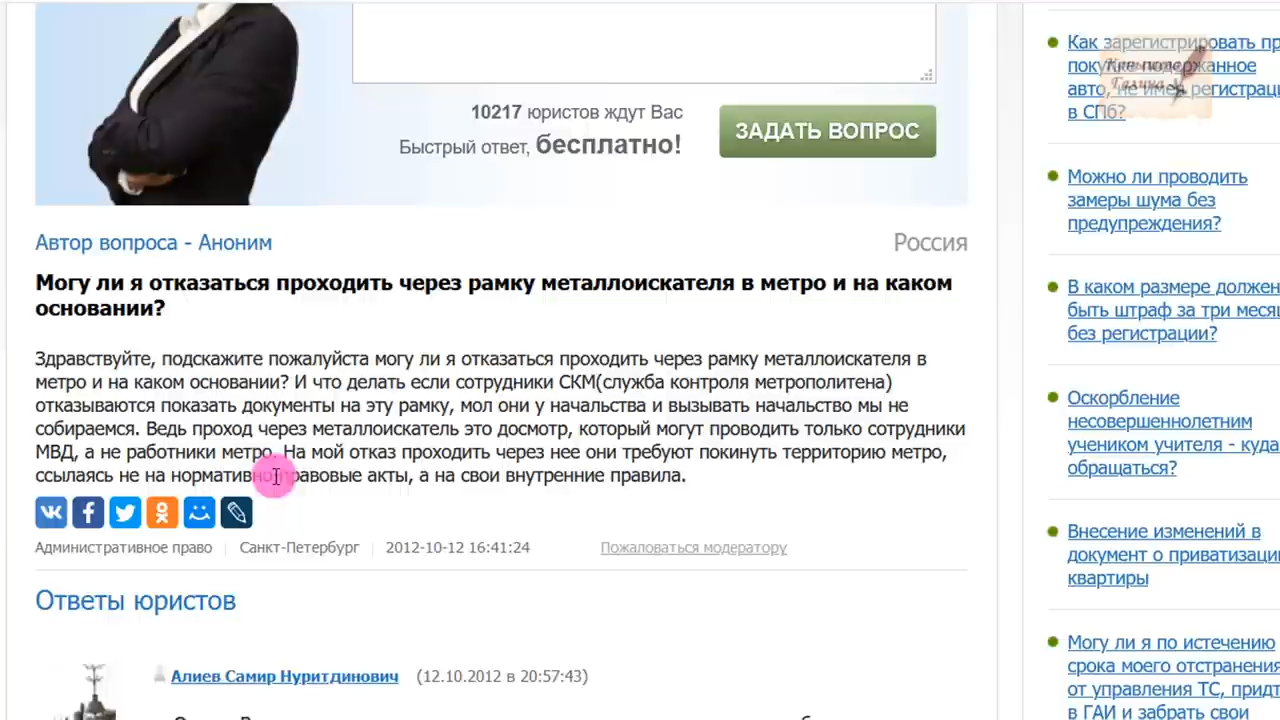 10217 юристов ждут Вас
Быстрый ответ, бесплатно!
ЗАДАТЬ ВОПРОС
Автор вопроса - Аноним
Россия
Могу ли я отказаться проходить через рамку металлоискателя в метро и на каком
основании?
Здравствуйте, подскажите пожалуйста могу ли я отказаться проходить через рамку металлоискателя в
метро и на каком основании? И что делать если сотрудники СКМ(служба контроля метрополитена)
отказываются показать документы на эту рамку, мол они у начальства и вызывать начальство мы не
собираемся. Ведь проход через металлоискатель это досмотр, который могут проводить только сотрудники
МВД, а не работники метро. На мой отказ проходить через нее они требуют покинуть территорию метро,
ссылаясь не на нормативно правовые акты, а на свои внутренние правила.
Административное право
Санкт-Петербург
2012-10-12 16:41:24
Пожаловаться модератору
Ответы юристов
Алиев Самир Нуритдинович (12.10.2012 в 20:57:43)
Как зарегистрировать
покупке подержанное
авто, не имея
в СПб?
Галина
Можно ли проводить
замеры шума без
предупреждения?
В каком размере должен
быть штраф за три
без регистрации?
Оскорбление
несовершеннолетним
учеником учителя - куда
обращаться?
Внесение изменений в
документ о приватизации
квартиры
Могу ли я по истечению
срока моего отстранения
от управления ТС,
в ГАИ и забрать свои